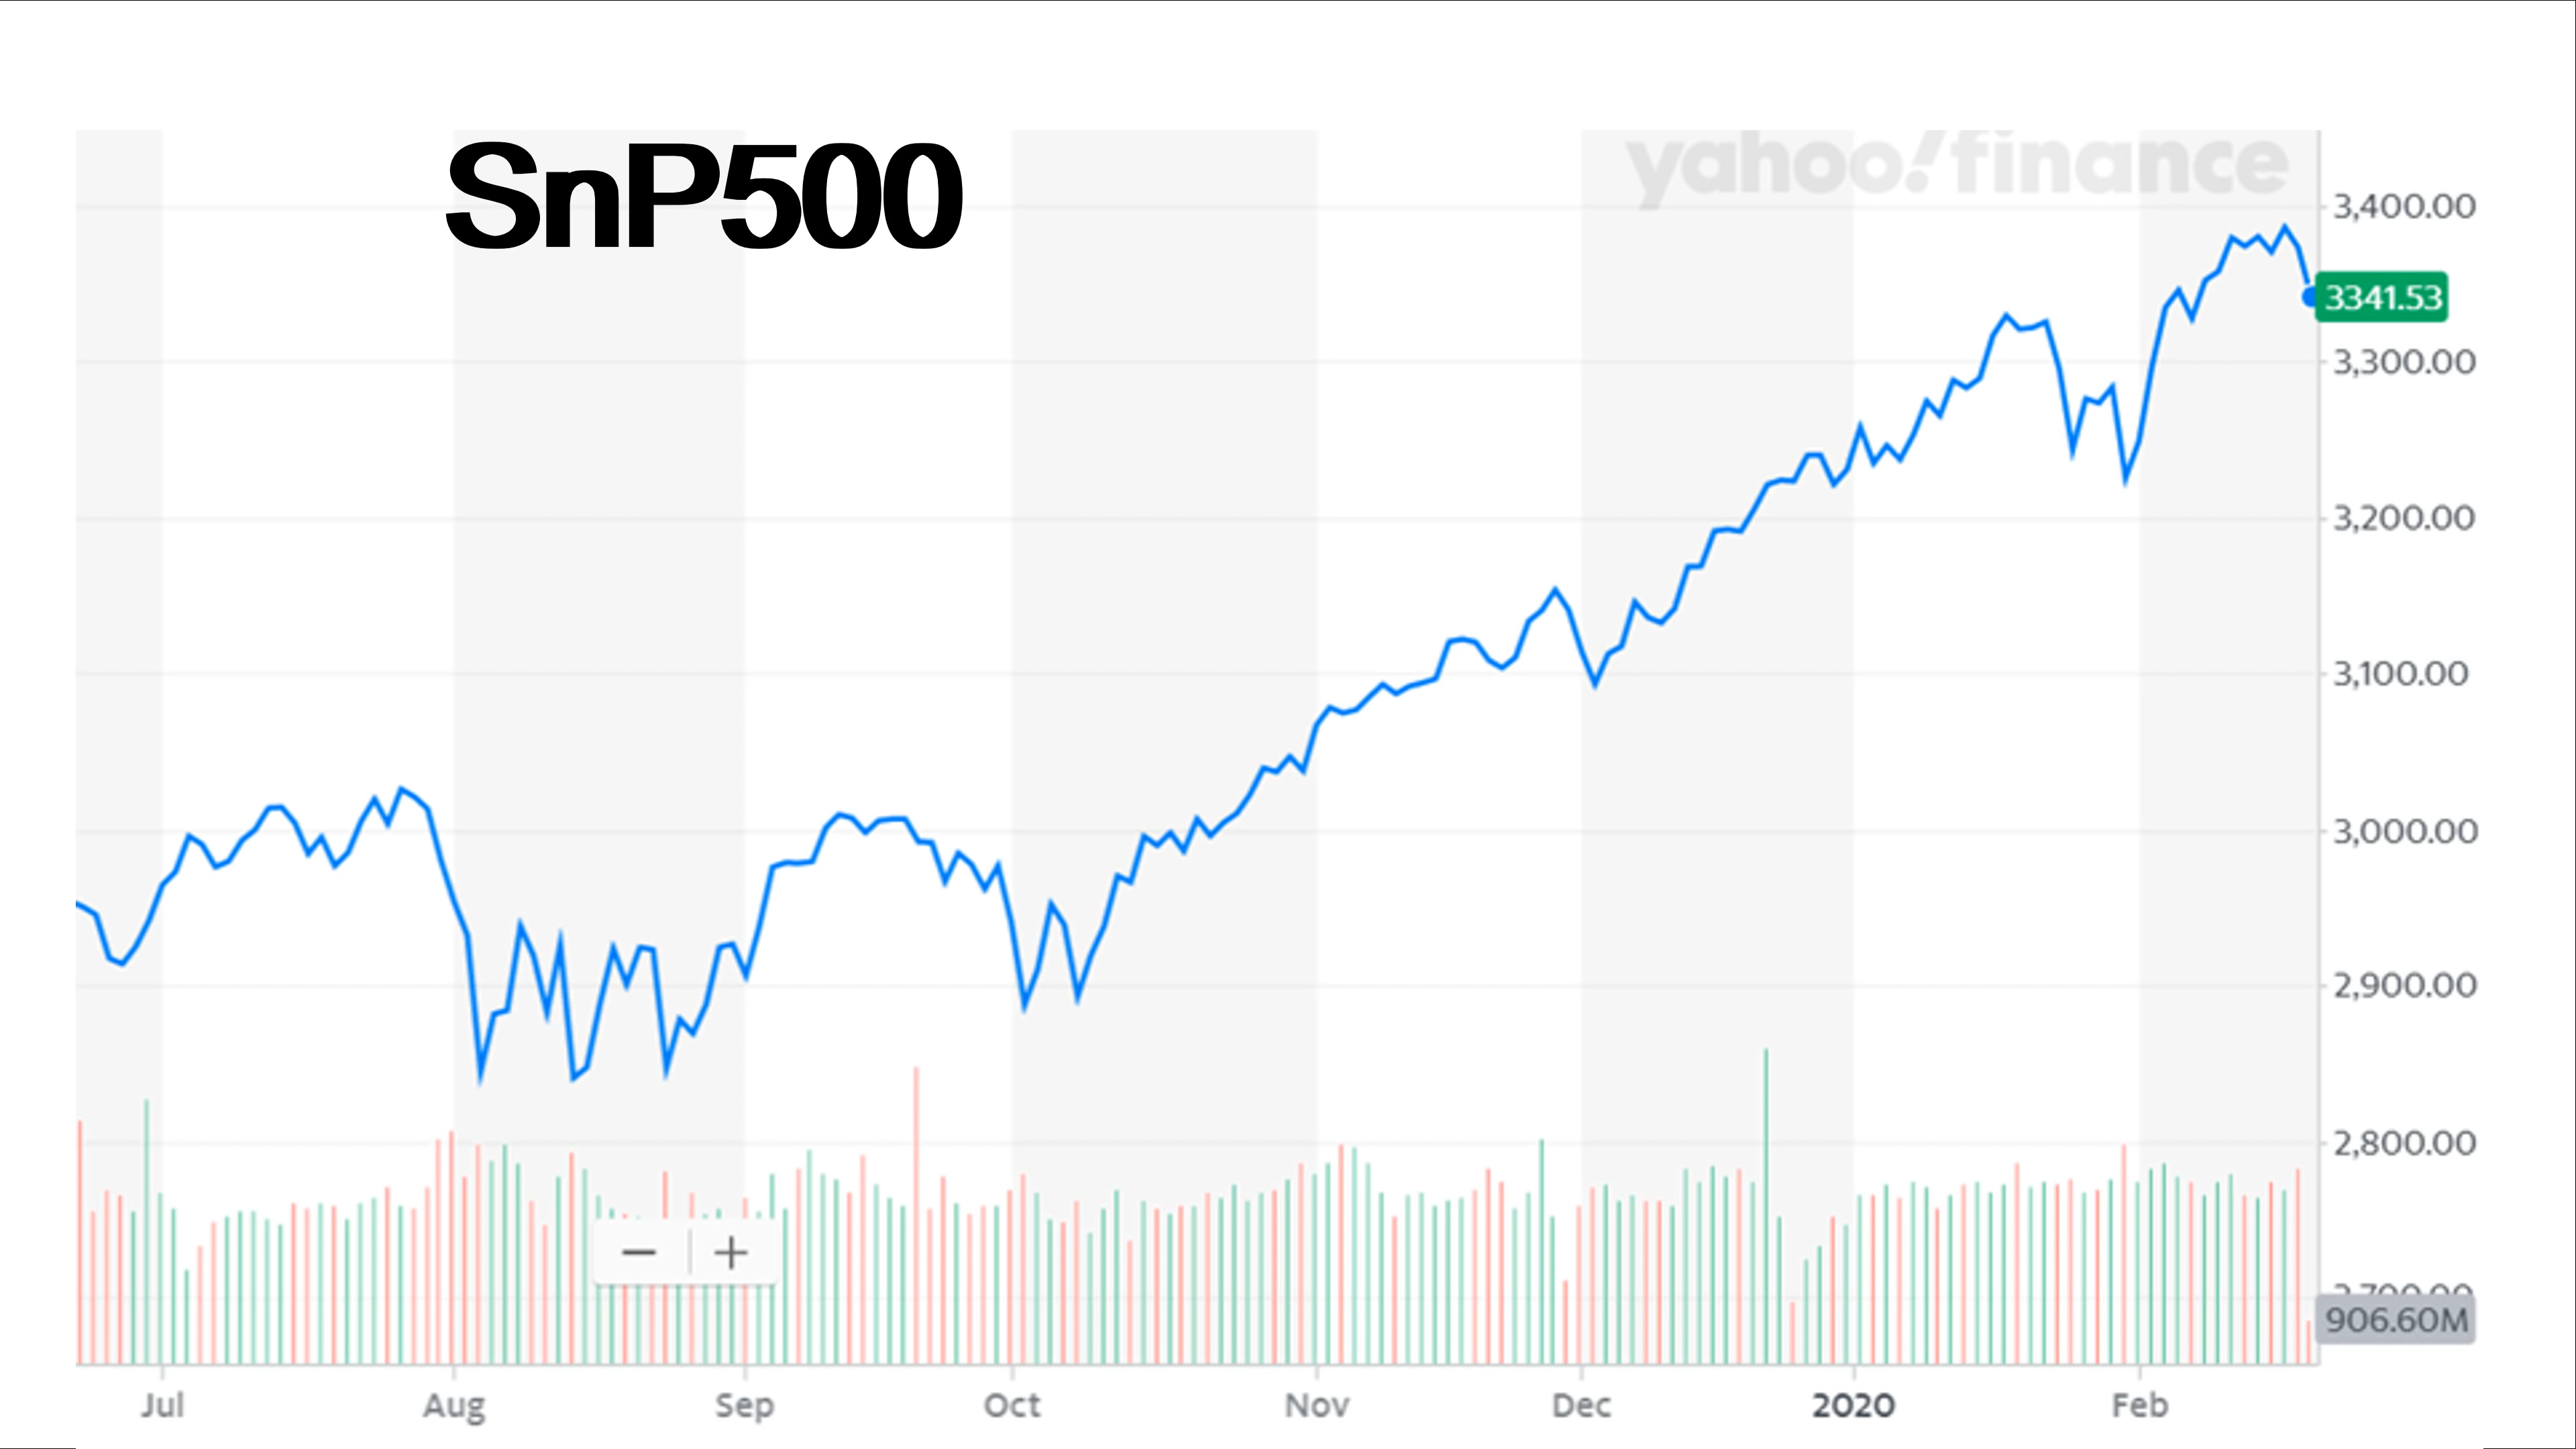 SnP500
yahoo!finance
3,400.00
3341.53
3,300.00
3,200.00
3,100.00
3,000.00
2,900.00
2,800.00
906.60M
− +
Jul Aug Sep Oct Nov Dec 2020 Feb